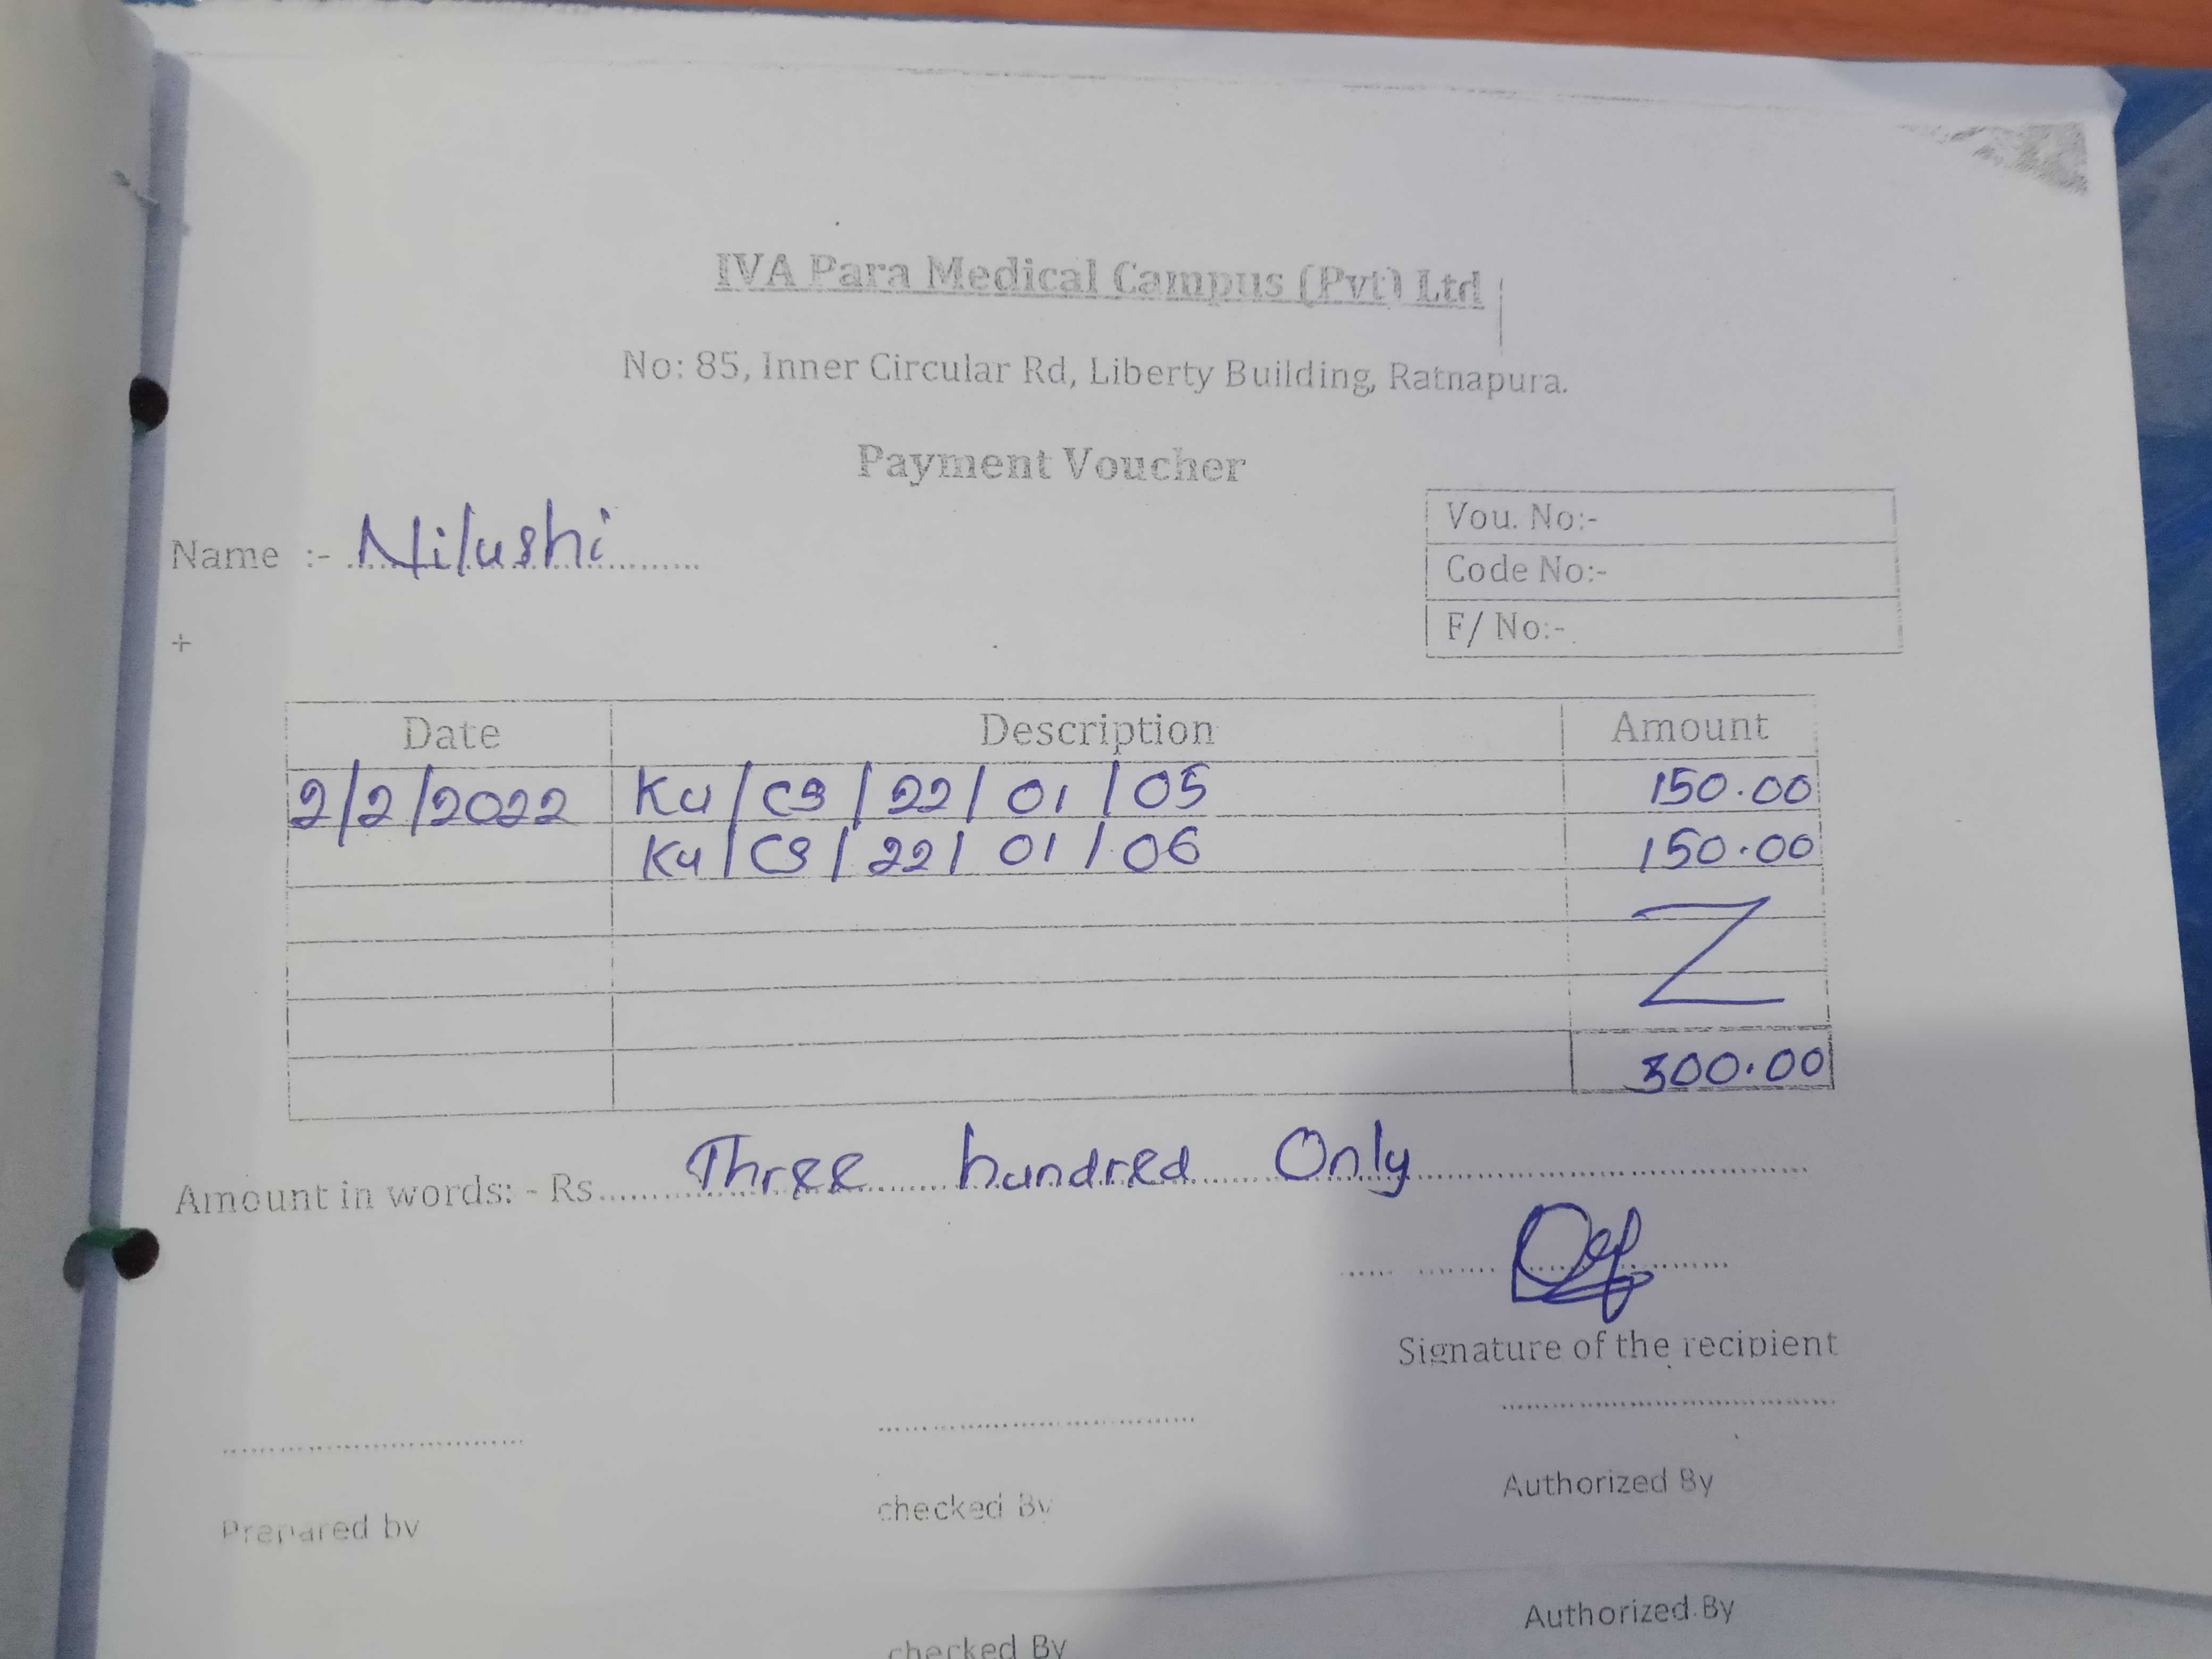 IVA Para Medical Campus (Pvt) Ltd
No: 85, Inner Circular Rd, Liberty Building, Ratnapura.
Payment Voucher
Name :- Nilushi
Vou. No:-
Code No:-
F/ No:-
+
Date Description Amount
2/2/2022 Ku/CS/22/01/05 150.00
Ku/CS/22/01/06 150.00
300.00
Amount in words: - Rs Three hundred Only
Signature of the recipient
Prepared by checked By Authorized By
checked By Authorized By